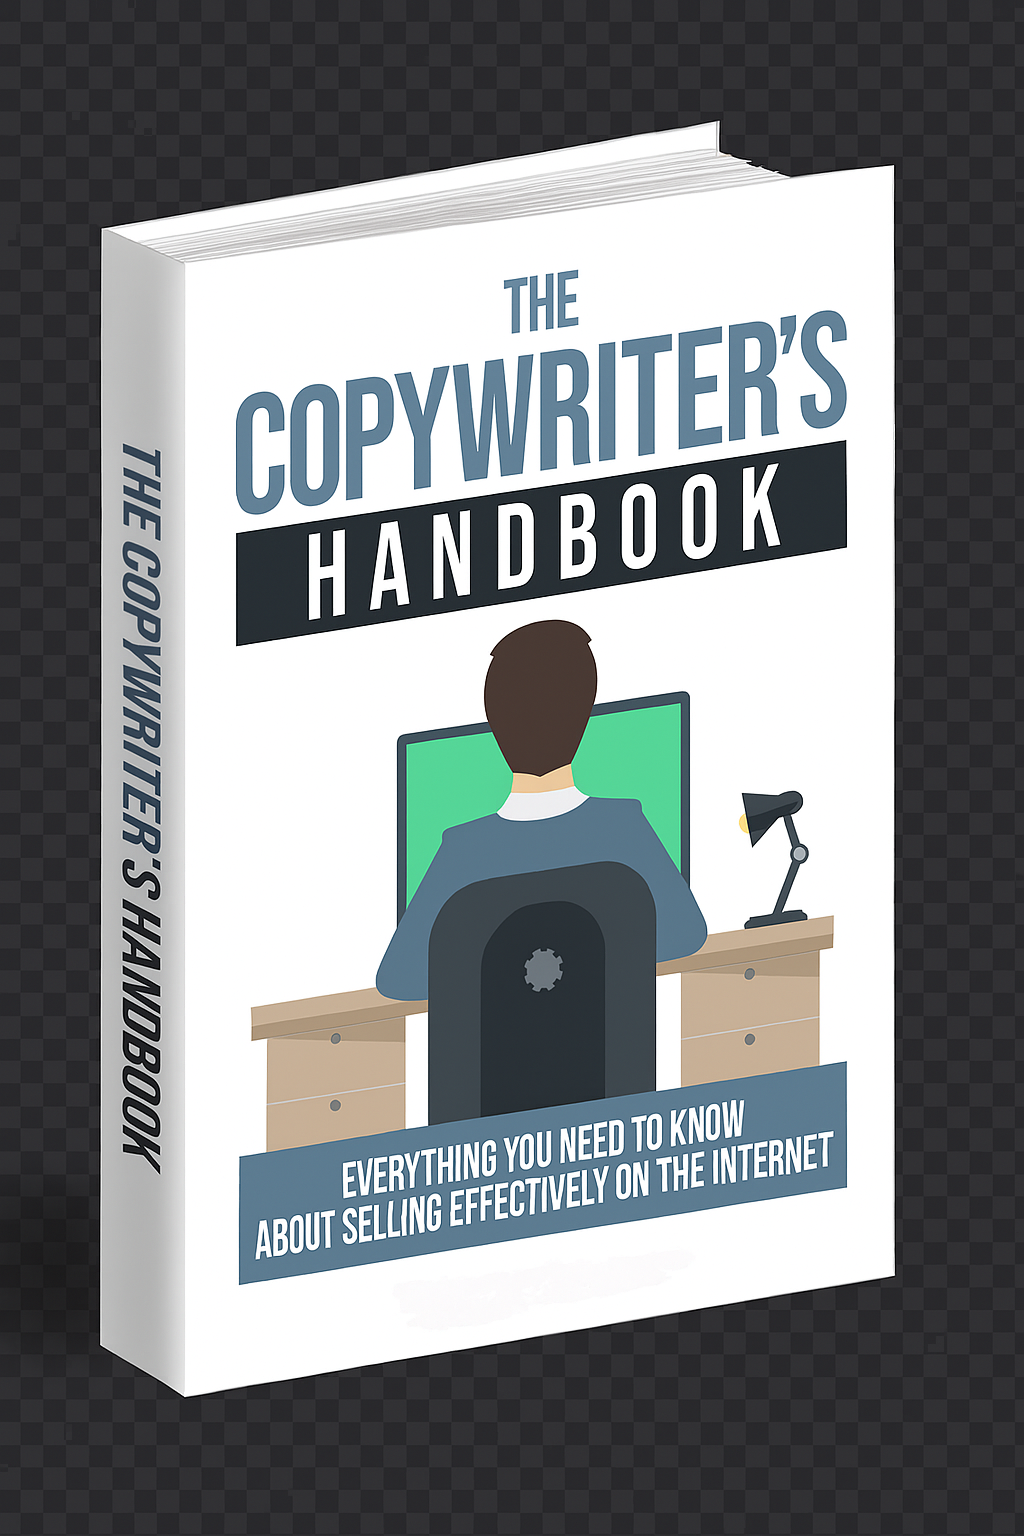 THE
COPYWRITER'S
HANDBOOK
EVERYTHING YOU NEED TO KNOW
ABOUT SELLING EFFECTIVELY ON THE INTERNET
THE COPYWRITER'S HANDBOOK